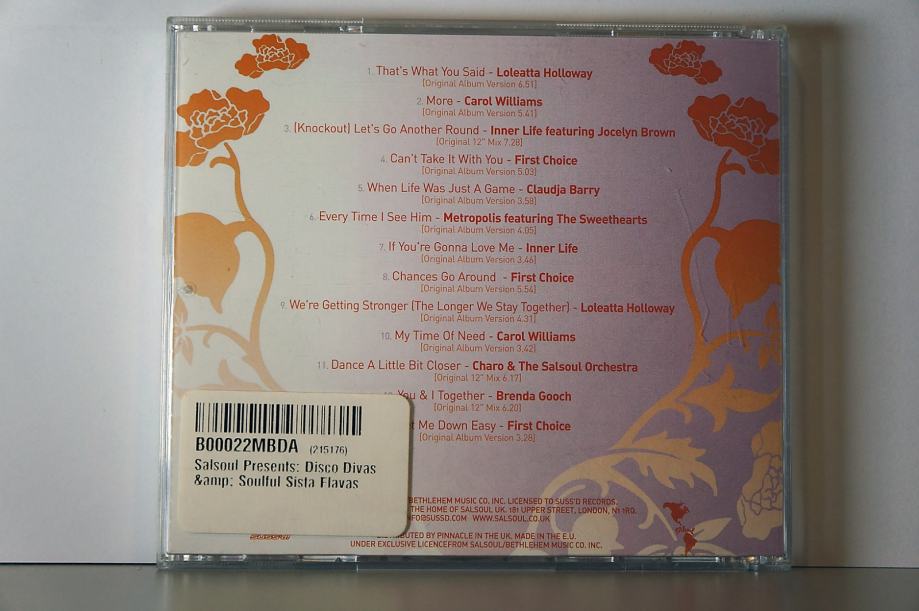 1. That's What You Said - Loleatta Holloway
[Original Album Version 6.51]
2. More - Carol Williams
[Original Album Version 5.41]
3. (Knockout) Let's Go Another Round - Inner Life featuring Jocelyn Brown
[Original 12" Mix 7.28]
4. Can't Take It With You - First Choice
[Original Album Version 5.03]
5. When Life Was Just A Game - Claudja Barry
[Original Album Version 3.58]
6. Every Time I See Him - Metropolis featuring The Sweethearts
[Original Album Version 4.05]
7. If You're Gonna Love Me - Inner Life
[Original Album Version 3.46]
8. Chances Go Around - First Choice
[Original Album Version 5.54]
9. We're Getting Stronger (The Longer We Stay Together) - Loleatta Holloway
[Original Album Version 4.31]
10. My Time Of Need - Carol Williams
[Original Album Version 3.42]
11. Dance A Little Bit Closer - Charo & The Salsoul Orchestra
[Original 12" Mix 6.17]
You & I Together - Brenda Gooch
[Original 12" Mix 6.20]
Me Down Easy - First Choice
[Original Album Version 3.28]
B00022MBDA (215176)
Salsoul Presents: Disco Divas
&amp; Soulful Sista Flavas
BETHLEHEM MUSIC CO. INC. LICENSED TO SUSS'D RECORDS.
THE HOME OF SALSOUL UK. 181 UPPER STREET, LONDON, N1 1RQ.
WWW.SALSOUL.CO.UK
BY PINNACLE IN THE UK. MADE IN THE E.U.
UNDER EXCLUSIVE LICENCEFROM SALSOUL/BETHLEHEM MUSIC CO. INC.